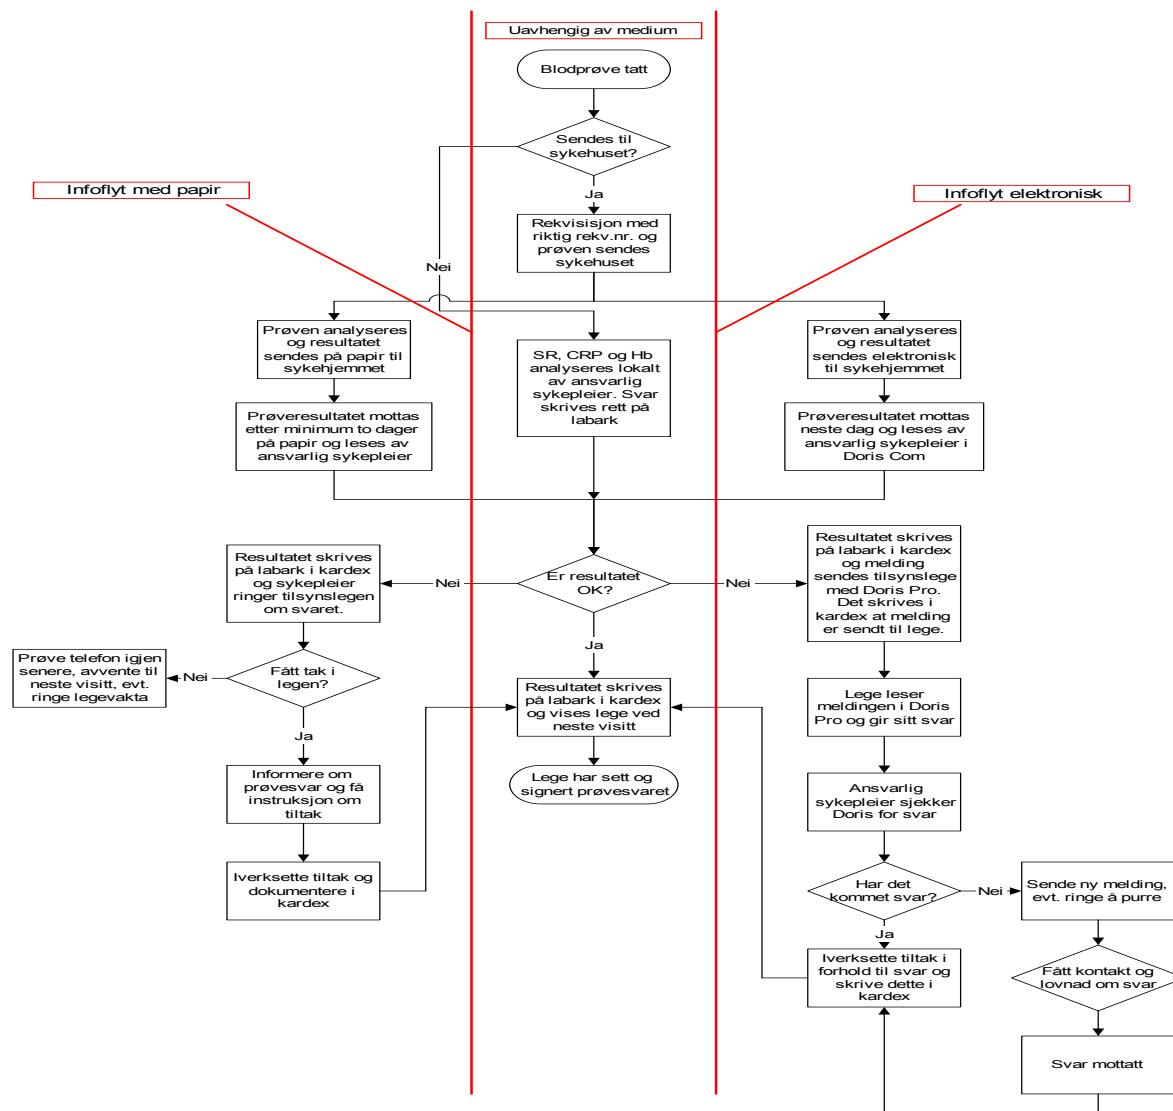 Uavhengig av medium
Blodprøve tatt
Sendes til
sykehuset?
Infoflyt med papir
Infoflyt elektronisk
Ja
Rekvisisjon med
riktig rekv.nr. og
prøven sendes
sykehuset
Nei
Prøven analyseres
og resultatet
sendes på papir til
sykehjemmet
SR, CRP og Hb
analyseres lokalt
av ansvarlig
sykepleier. Svar
skrives rett på
labark
Prøven analyseres
og resultatet
sendes elektronisk
til sykehjemmet
Prøveresultatet mottas
etter minimum to dager
på papir og leses av
ansvarlig sykepleier
Prøveresultatet mottas
neste dag og leses av
ansvarlig sykepleier i
Doris Com
Resultatet skrives
på labark i kardex
og sykepleier
ringer tilsynslegen
om svaret.
Nei
Er resultatet
OK?
Nei
Resultatet skrives
på labark i kardex
og melding
sendes tilsynslege
med Doris Pro.
Det skrives i
kardex at melding
er sendt til lege.
Ja
Prøve telefon igjen
senere, avvente til
neste visitt, evt.
ringe legevakta
Nei
Fått tak i
legen?
Resultatet skrives
på labark i kardex
og vises lege ved
neste visitt
Lege leser
meldingen i Doris
Pro og gir sitt svar
Ja
Informere om
prøvesvar og få
instruksjon om
tiltak
Lege har sett og
signert prøvesvaret
Ansvarlig
sykepleier sjekker
Doris for svar
Iverksette tiltak og
dokumentere i
kardex
Har det
kommet svar?
Nei
Sende ny melding,
evt. ringe å purre
Ja
Iverksette tiltak i
forhold til svar og
skrive dette i
kardex
Fått kontakt og
lovnad om svar
Svar mottatt